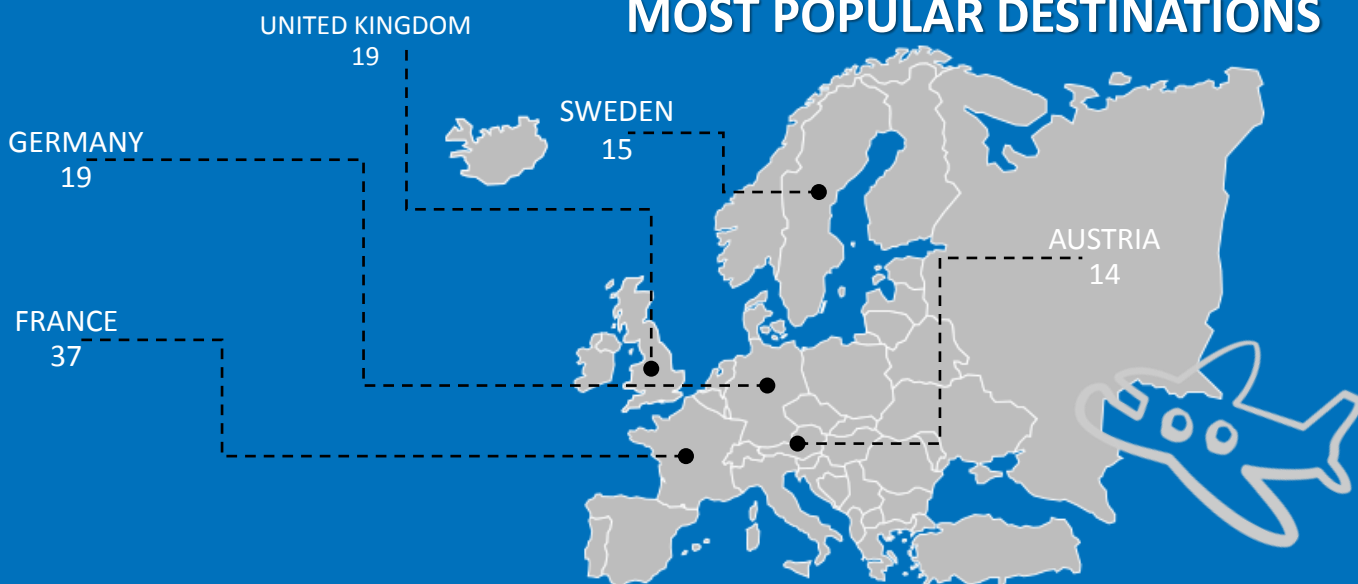 MOST POPULAR DESTINATIONS
UNITED KINGDOM
19
SWEDEN
15
GERMANY
19
AUSTRIA
14
FRANCE
37